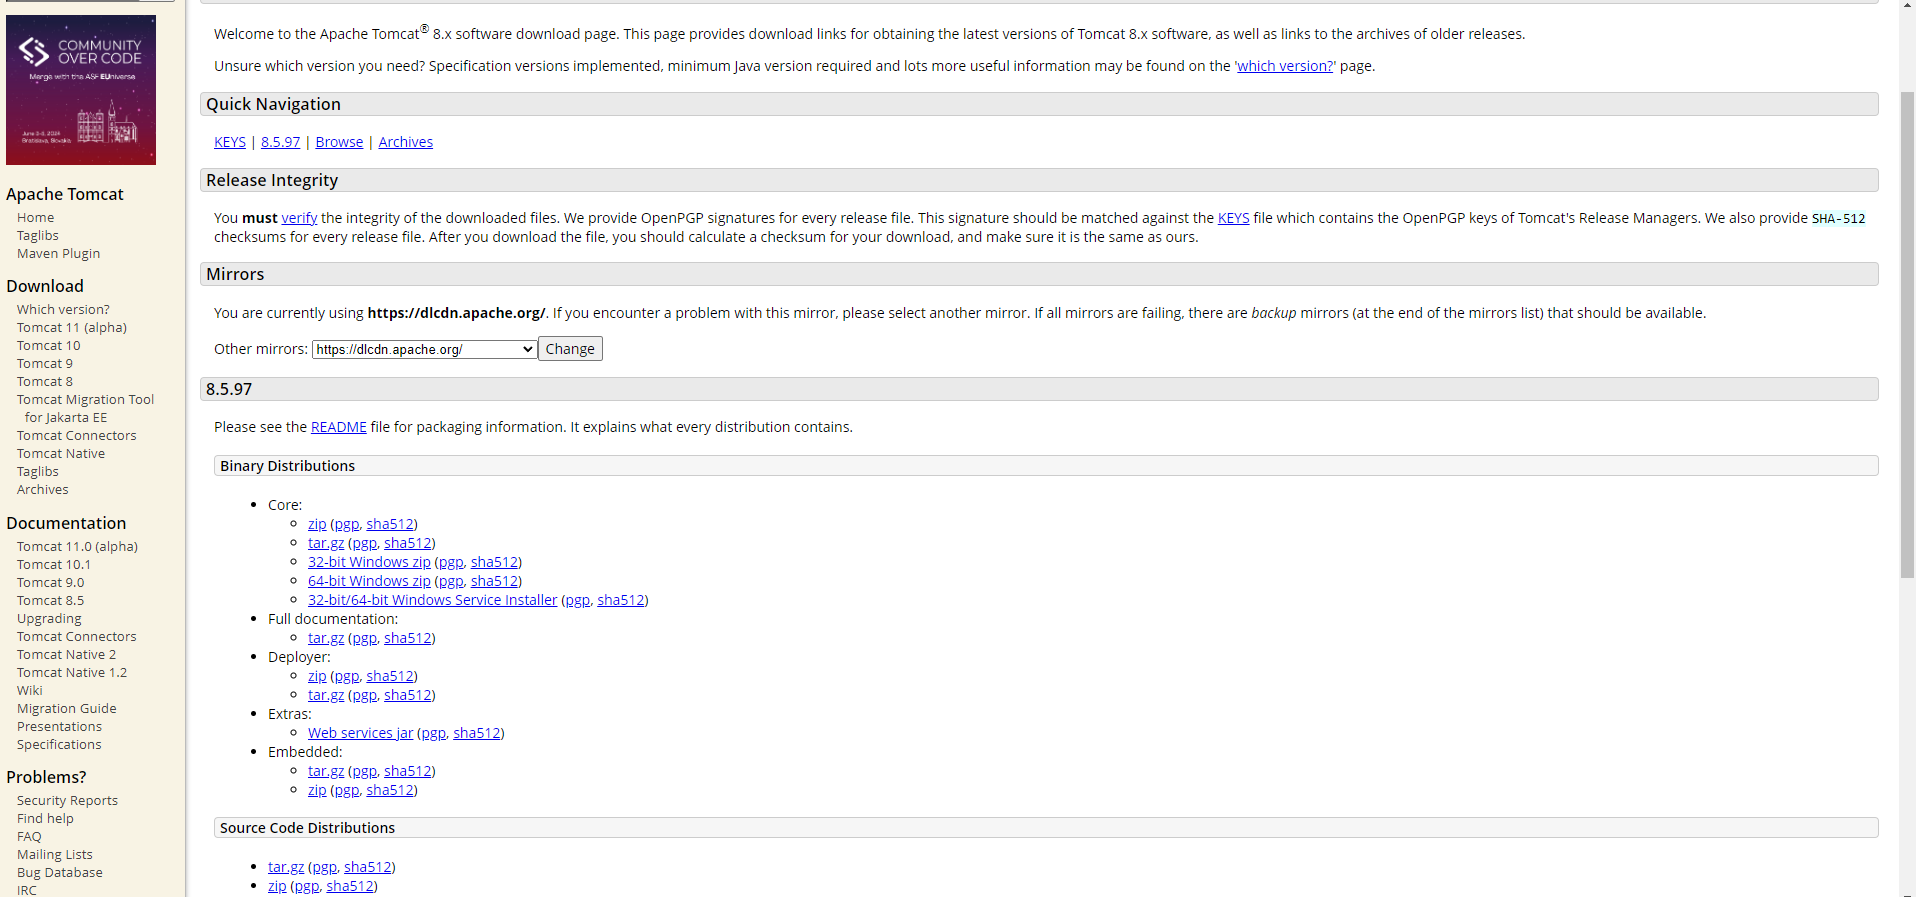 COMMUNITY
OVER CODE
Merge with the ASF EUniverse
June 3-5, 2024
Bratislava, Slovakia
Apache Tomcat
Home
Taglibs
Maven Plugin
Download
Which version?
Tomcat 11 (alpha)
Tomcat 10
Tomcat 9
Tomcat 8
Tomcat Migration Tool
for Jakarta EE
Tomcat Connectors
Tomcat Native
Taglibs
Archives
Documentation
Tomcat 11.0 (alpha)
Tomcat 10.1
Tomcat 9.0
Tomcat 8.5
Upgrading
Tomcat Connectors
Tomcat Native 2
Tomcat Native 1.2
Wiki
Migration Guide
Presentations
Specifications
Problems?
Security Reports
Find help
FAQ
Mailing Lists
Bug Database
IRC
Welcome to the Apache Tomcat® 8.x software download page. This page provides download links for obtaining the latest versions of Tomcat 8.x software, as well as links to the archives of older releases.
Unsure which version you need? Specification versions implemented, minimum Java version required and lots more useful information may be found on the 'which version?' page.
Quick Navigation
KEYS | 8.5.97 | Browse | Archives
Release Integrity
You must verify the integrity of the downloaded files. We provide OpenPGP signatures for every release file. This signature should be matched against the KEYS file which contains the OpenPGP keys of Tomcat's Release Managers. We also provide SHA-512
checksums for every release file. After you download the file, you should calculate a checksum for your download, and make sure it is the same as ours.
Mirrors
You are currently using https://dlcdn.apache.org/. If you encounter a problem with this mirror, please select another mirror. If all mirrors are failing, there are backup mirrors (at the end of the mirrors list) that should be available.
Other mirrors: https://dlcdn.apache.org/ Change
8.5.97
Please see the README file for packaging information. It explains what every distribution contains.
Binary Distributions
Core:
zip (pgp, sha512)
tar.gz (pgp, sha512)
32-bit Windows zip (pgp, sha512)
64-bit Windows zip (pgp, sha512)
32-bit/64-bit Windows Service Installer (pgp, sha512)
Full documentation:
tar.gz (pgp, sha512)
Deployer:
zip (pgp, sha512)
tar.gz (pgp, sha512)
Extras:
Web services jar (pgp, sha512)
Embedded:
tar.gz (pgp, sha512)
zip (pgp, sha512)
Source Code Distributions
tar.gz (pgp, sha512)
zip (pgp, sha512)